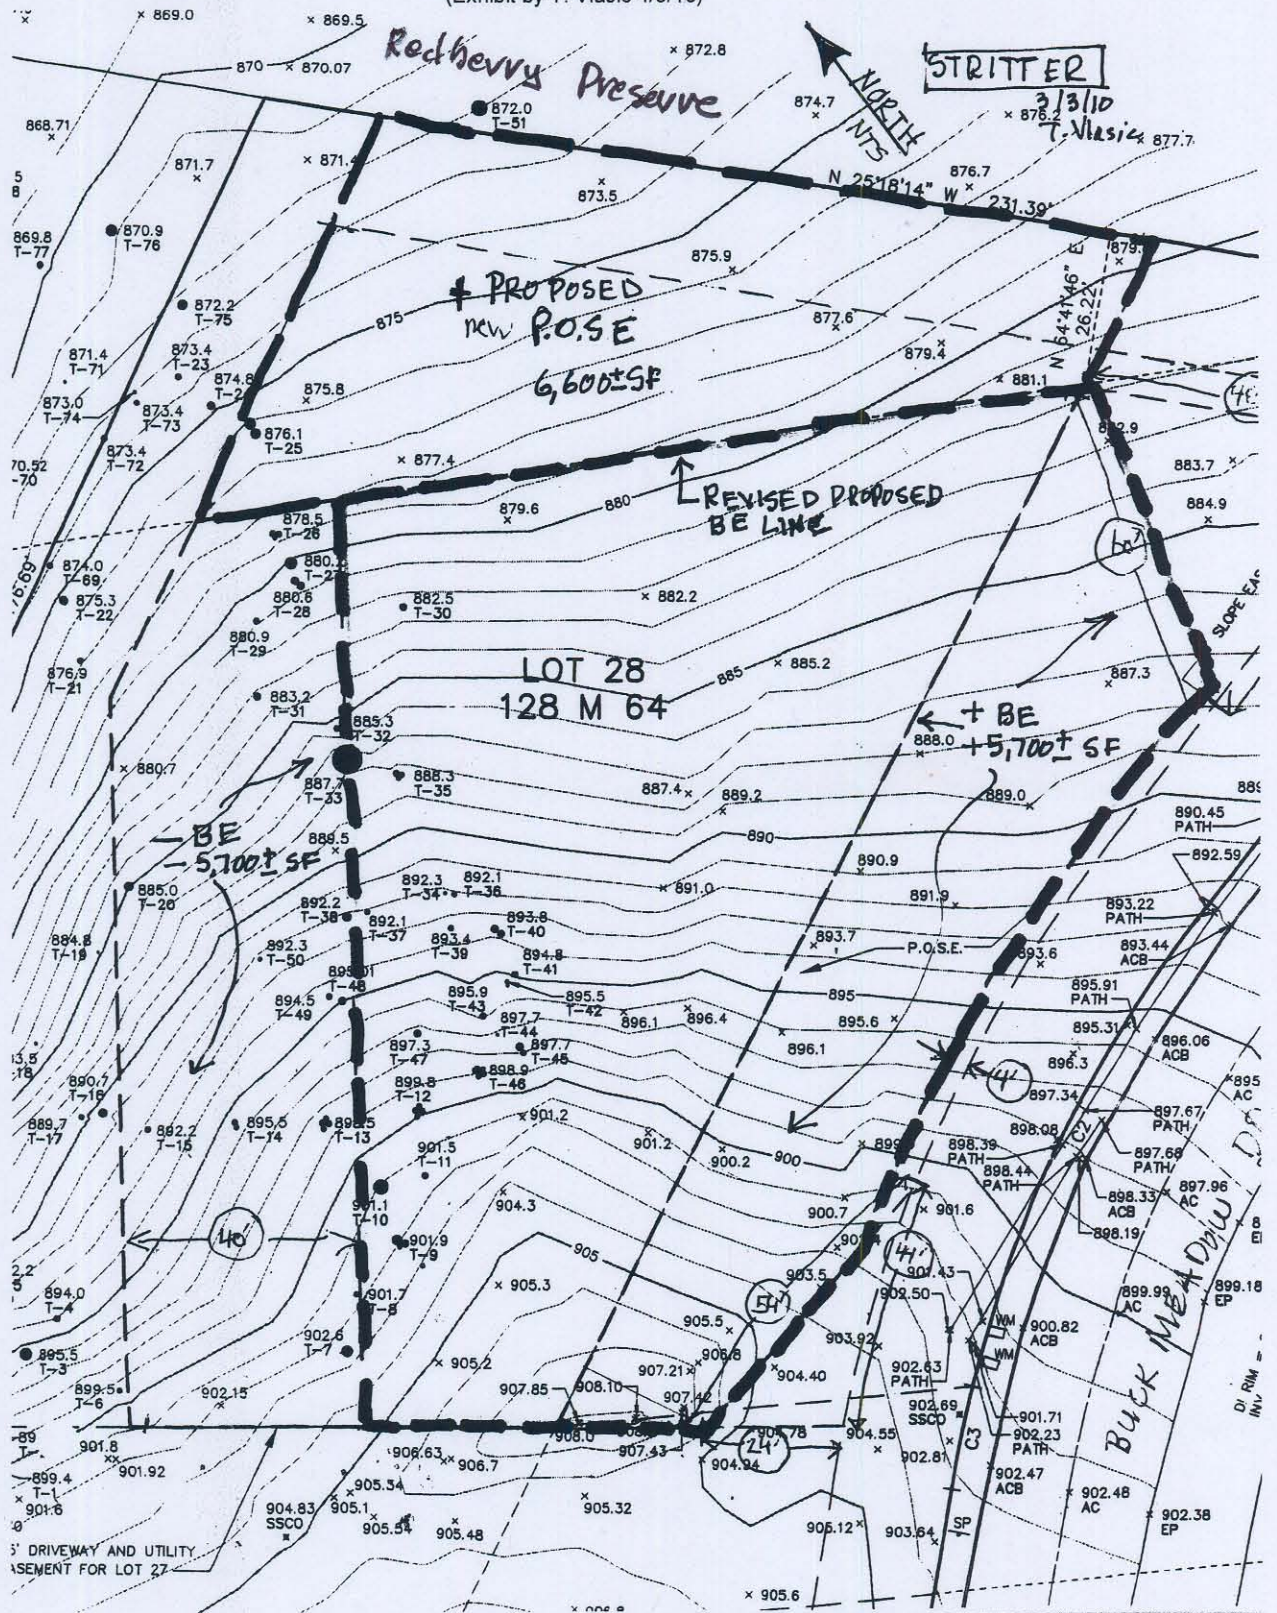 869.0
869.5
872.8
870
870.07
Redberry Preserve
NORTH
NTS
STRITTER
3/3/10
T. Vlasic
872.0
T-51
874.7
876.2
877.7
868.71
871.7
873.5
N 25°18'14" W 231.39'
876.7
869.8
T-77
870.9
T-76
875.9
N 64°41'46" E
26.22'
872.2
T-75
875
+ PROPOSED
new P.O.S.E
6,600± SF
877.6
879.4
871.4
T-71
873.4
T-23
873.0
T-74
873.4
T-73
875.8
881.1
876.1
T-25
873.4
T-72
877.4
883.7
880
REVISED PROPOSED
BE LINE
884.9
878.5
T-26
879.6
60'
874.0
T-69
T-27
880.6
T-28
875.3
T-22
882.5
T-30
882.2
880.9
T-29
876.9
T-21
LOT 28
128 M 64
885
885.2
887.3
883.2
T-31
885.3
T-32
+ BE
+5,700± SF
888.0
880.7
T-33
888.3
T-35
887.4
889.2
889.0
890
890.45
PATH
892.59
- BE
- 5,700± SF
889.5
890.9
885.0
T-20
892.3
T-34
892.1
T-36
891.0
891.9
893.22
PATH
892.2
T-38
892.1
T-37
893.4
T-39
893.8
T-40
893.7
P.O.S.E.
893.6
893.44
ACB
884.8
T-19
892.3
T-50
T-48
894.8
T-41
895
895.91
PATH
894.5
T-49
895.9
T-43
895.5
T-42
896.1
896.4
895.6
895.31
897.7
T-44
896.1
896.06
ACB
897.3
T-47
897.7
T-45
896.3
890.7
T-18
898.9
T-46
4'
897.34
899.8
T-12
897.67
PATH
889.7
T-17
892.2
T-15
895.5
T-14
T-13
901.2
901.2
900.2
900
898.39
PATH
898.08
C2
897.68
PATH
901.5
T-11
898.44
PATH
898.33
ACB
897.96
AC
901.1
T-10
904.3
900.7
901.6
898.19
40'
901.9
T-9
905
44'
903.5
901.43
902.50
894.0
T-4
901.7
T-8
905.3
54'
899.99
AC
899.18
EP
WM
WM
900.82
ACB
902.6
T-7
905.5
903.92
895.5
T-3
905.2
907.21
906.8
904.40
902.63
PATH
BUCK MEADOW DR
899.5
T-6
902.15
907.85
908.10
907.42
902.69
SSCO
901.71
908.0
907.43
24'
904.55
902.23
PATH
901.8
901.92
906.63
906.7
904.94
902.81
C3
902.47
ACB
899.4
T-1
901.6
905.34
905.1
905.32
902.48
AC
904.83
SSCO
905.54
905.48
905.12
903.64
SP
902.38
EP
DRIVEWAY AND UTILITY
FOR LOT 27
905.6
SLOPE
DI RIM =